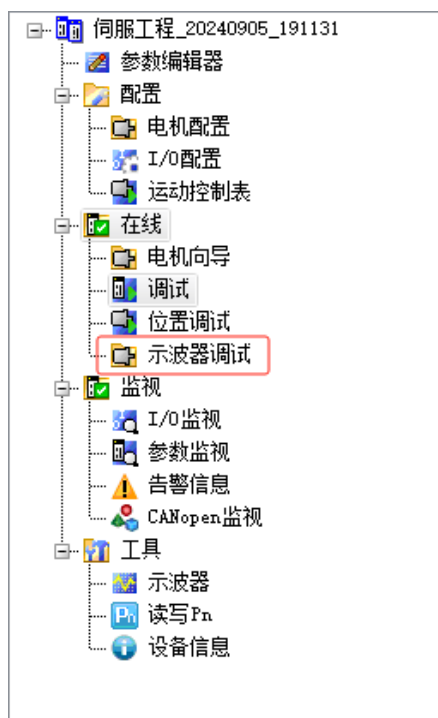 伺服工程_20240905_191131
参数编辑器
配置
电机配置
I/O配置
运动控制表
在线
电机向导
调试
位置调试
示波器调试
监视
I/O监视
参数监视
告警信息
CANopen监视
工具
示波器
读写Pn
设备信息